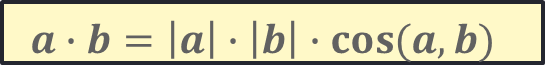 a · b = |a| · |b| · cos(a, b)